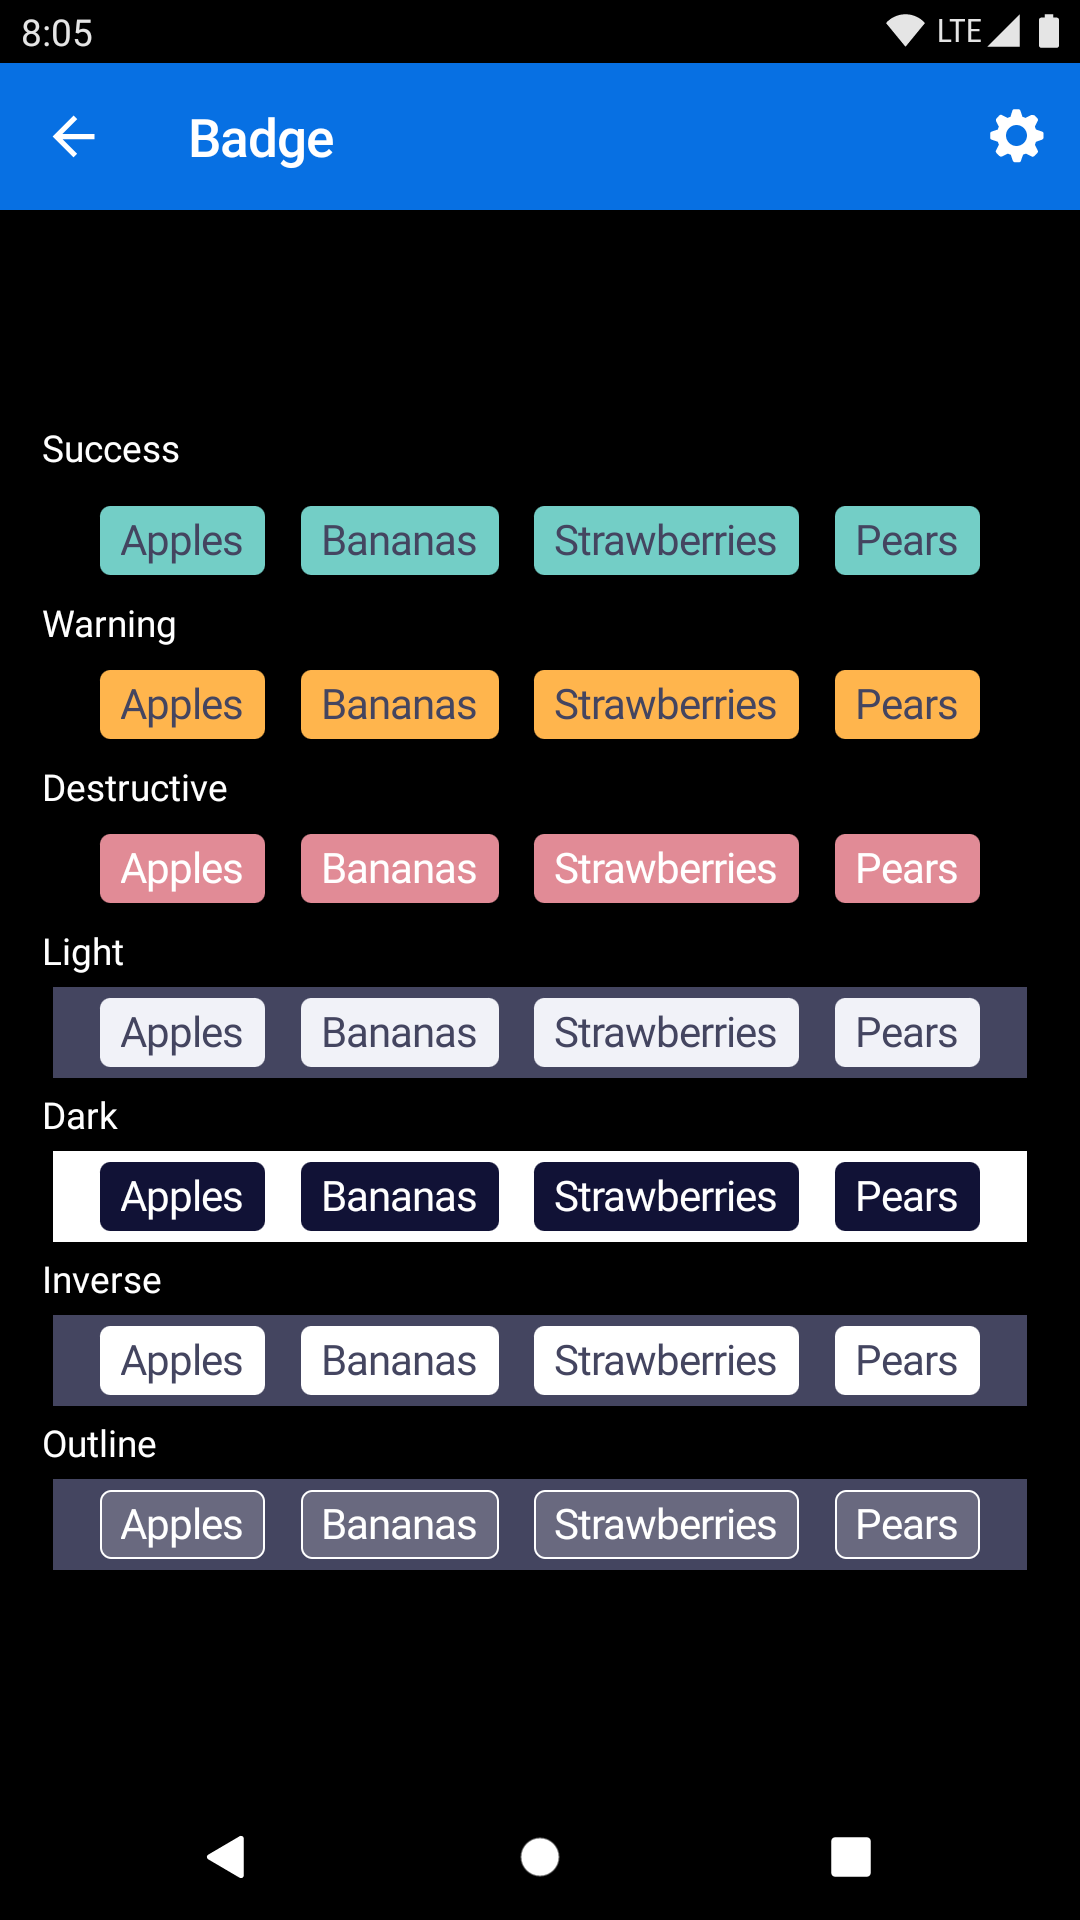 8:05 LTE
Badge
Success
Apples Bananas Strawberries Pears
Warning
Apples Bananas Strawberries Pears
Destructive
Apples Bananas Strawberries Pears
Light
Apples Bananas Strawberries Pears
Dark
Apples Bananas Strawberries Pears
Inverse
Apples Bananas Strawberries Pears
Outline
Apples Bananas Strawberries Pears